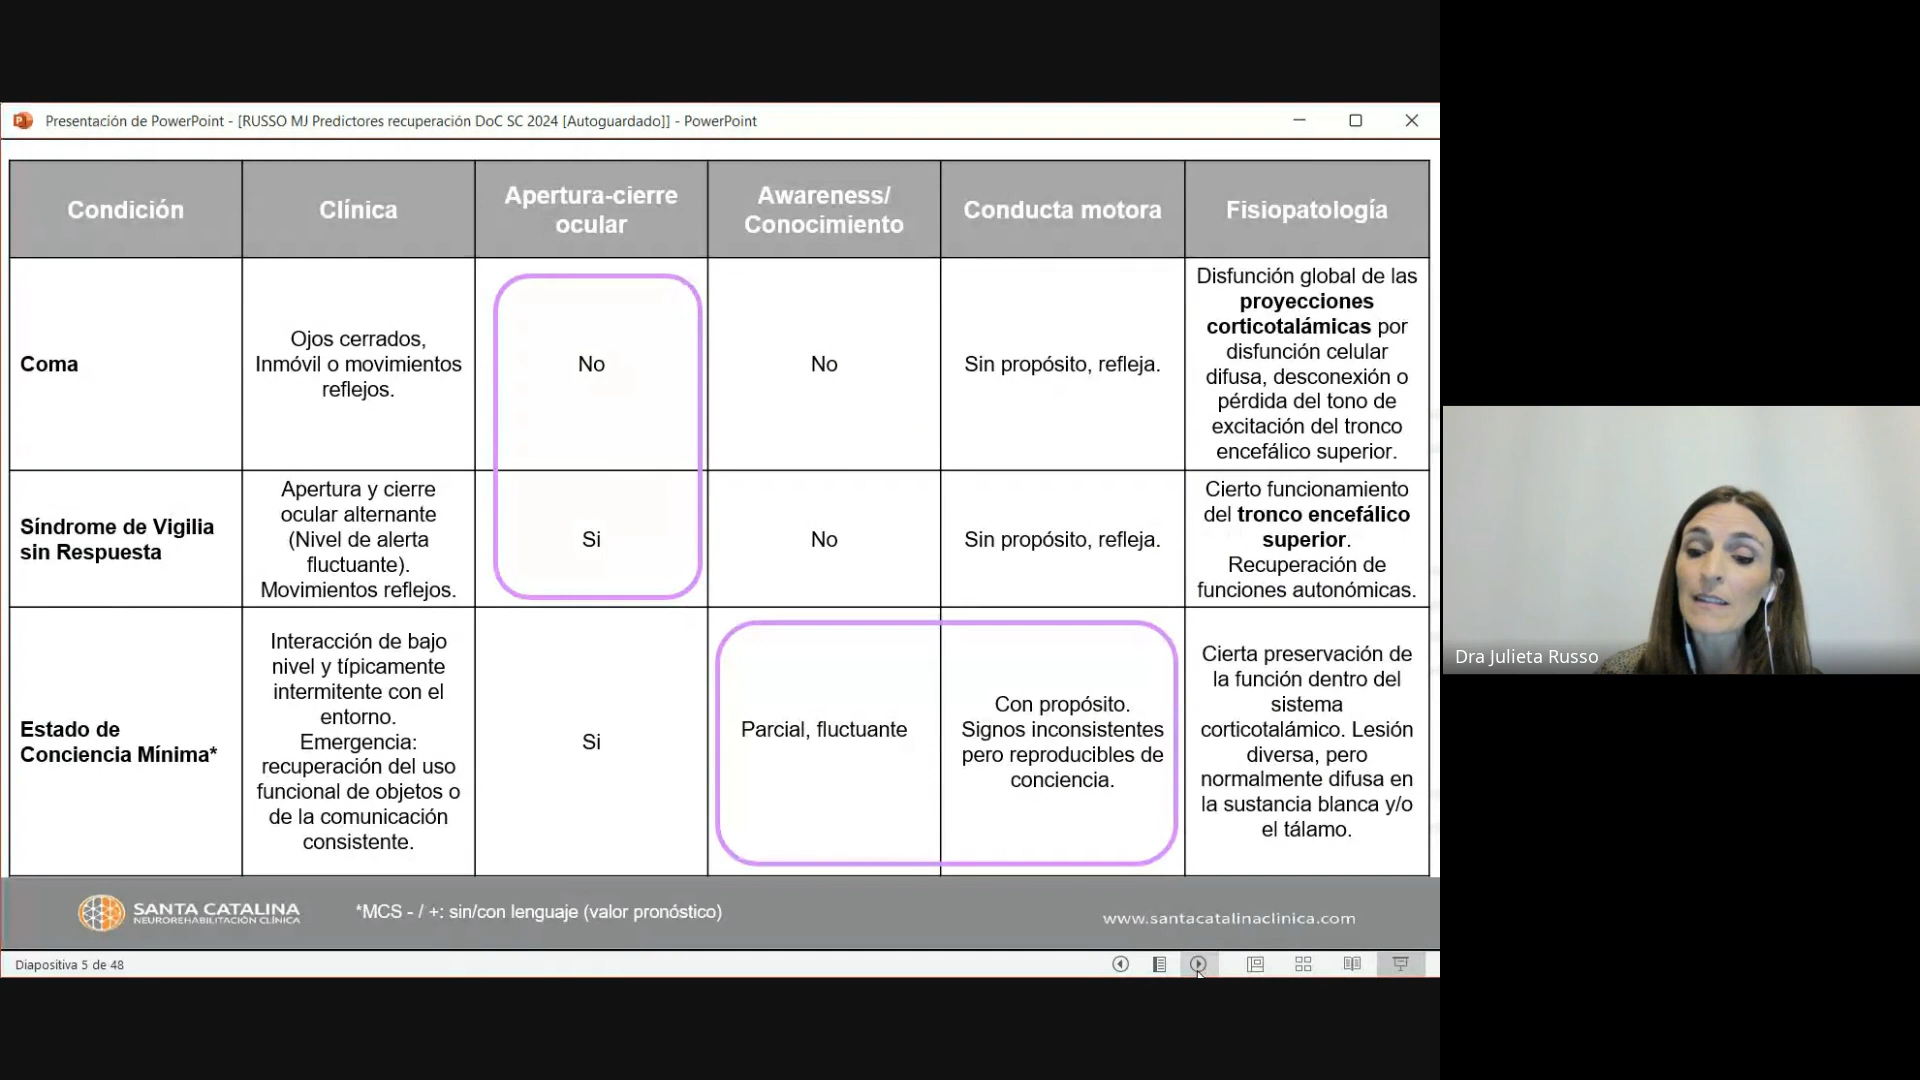 Presentación de PowerPoint - [RUSSO MJ Predictores recuperación DoC SC 2024 [Autoguardado]] - PowerPoint
Condición
Clínica
Apertura-cierre
ocular
Awareness/
Conocimiento
Conducta motora
Fisiopatología
Coma
Ojos cerrados,
Inmóvil o movimientos
reflejos.
No
No
Sin propósito, refleja.
Disfunción global de las
proyecciones
corticotalámicas por
disfunción celular
difusa, desconexión o
pérdida del tono de
excitación del tronco
encefálico superior.
Síndrome de Vigilia
sin Respuesta
Apertura y cierre
ocular alternante
(Nivel de alerta
fluctuante).
Movimientos reflejos.
Si
No
Sin propósito, refleja.
Cierto funcionamiento
del tronco encefálico
superior.
Recuperación de
funciones autonómicas.
Estado de
Conciencia Mínima*
Interacción de bajo
nivel y típicamente
intermitente con el
entorno.
Emergencia:
recuperación del uso
funcional de objetos o
de la comunicación
consistente.
Si
Parcial, fluctuante
Con propósito.
Signos inconsistentes
pero reproducibles de
conciencia.
Cierta preservación de
la función dentro del
sistema
corticotalámico. Lesión
diversa, pero
normalmente difusa en
la sustancia blanca y/o
el tálamo.
SANTA CATALINA
NEUROREHABILITACIÓN CLÍNICA
*MCS - / +: sin/con lenguaje (valor pronóstico)
www.santacatalinaclinica.com
Diapositiva 5 de 48
Dra Julieta Russo